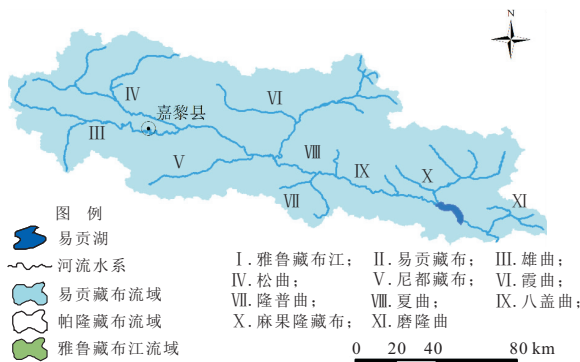 N
Ⅳ
Ⅵ
嘉黎县
Ⅲ
Ⅴ
Ⅷ
Ⅸ
Ⅹ
Ⅶ
Ⅺ
图 例
易贡湖
河流水系
易贡藏布流域
帕隆藏布流域
雅鲁藏布江流域
Ⅰ.雅鲁藏布江; Ⅱ.易贡藏布; Ⅲ.雄曲;
Ⅳ.松曲; Ⅴ.尼都藏布; Ⅵ.霞曲;
Ⅶ.隆普曲; Ⅷ.夏曲; Ⅸ.八盖曲;
Ⅹ.麻果隆藏布; Ⅺ.磨隆曲
0 20 40 80 km